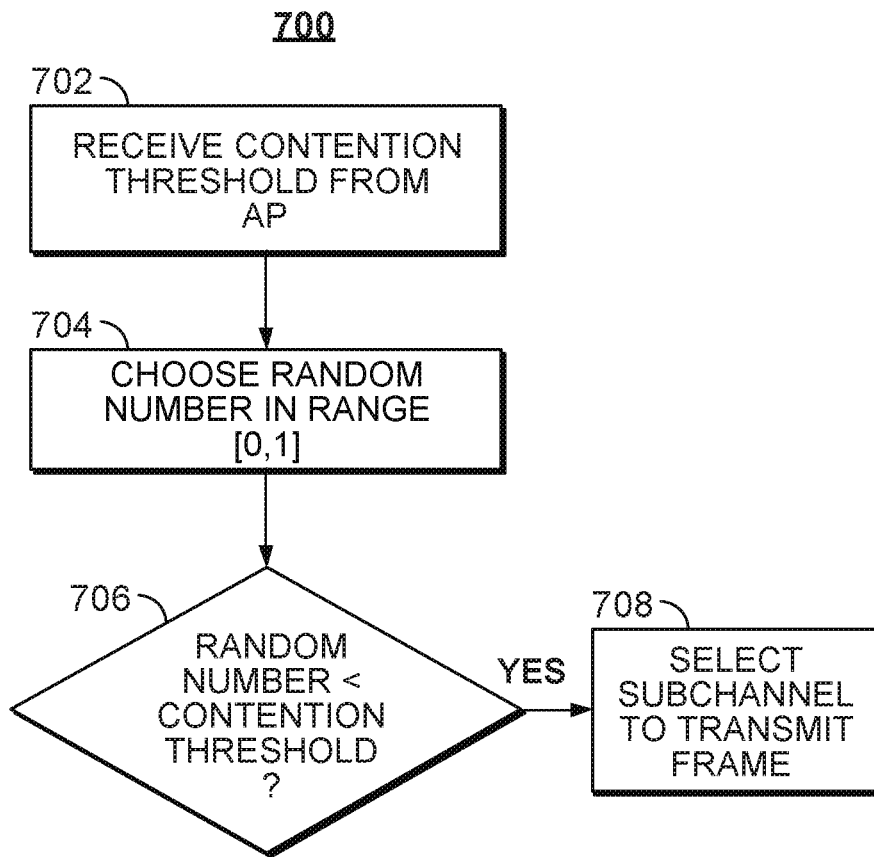 700
702
RECEIVE CONTENTION
THRESHOLD FROM
AP
704
CHOOSE RANDOM
NUMBER IN RANGE
[0,1]
706
RANDOM
NUMBER <
CONTENTION
THRESHOLD
?
YES
708
SELECT
SUBCHANNEL
TO TRANSMIT
FRAME